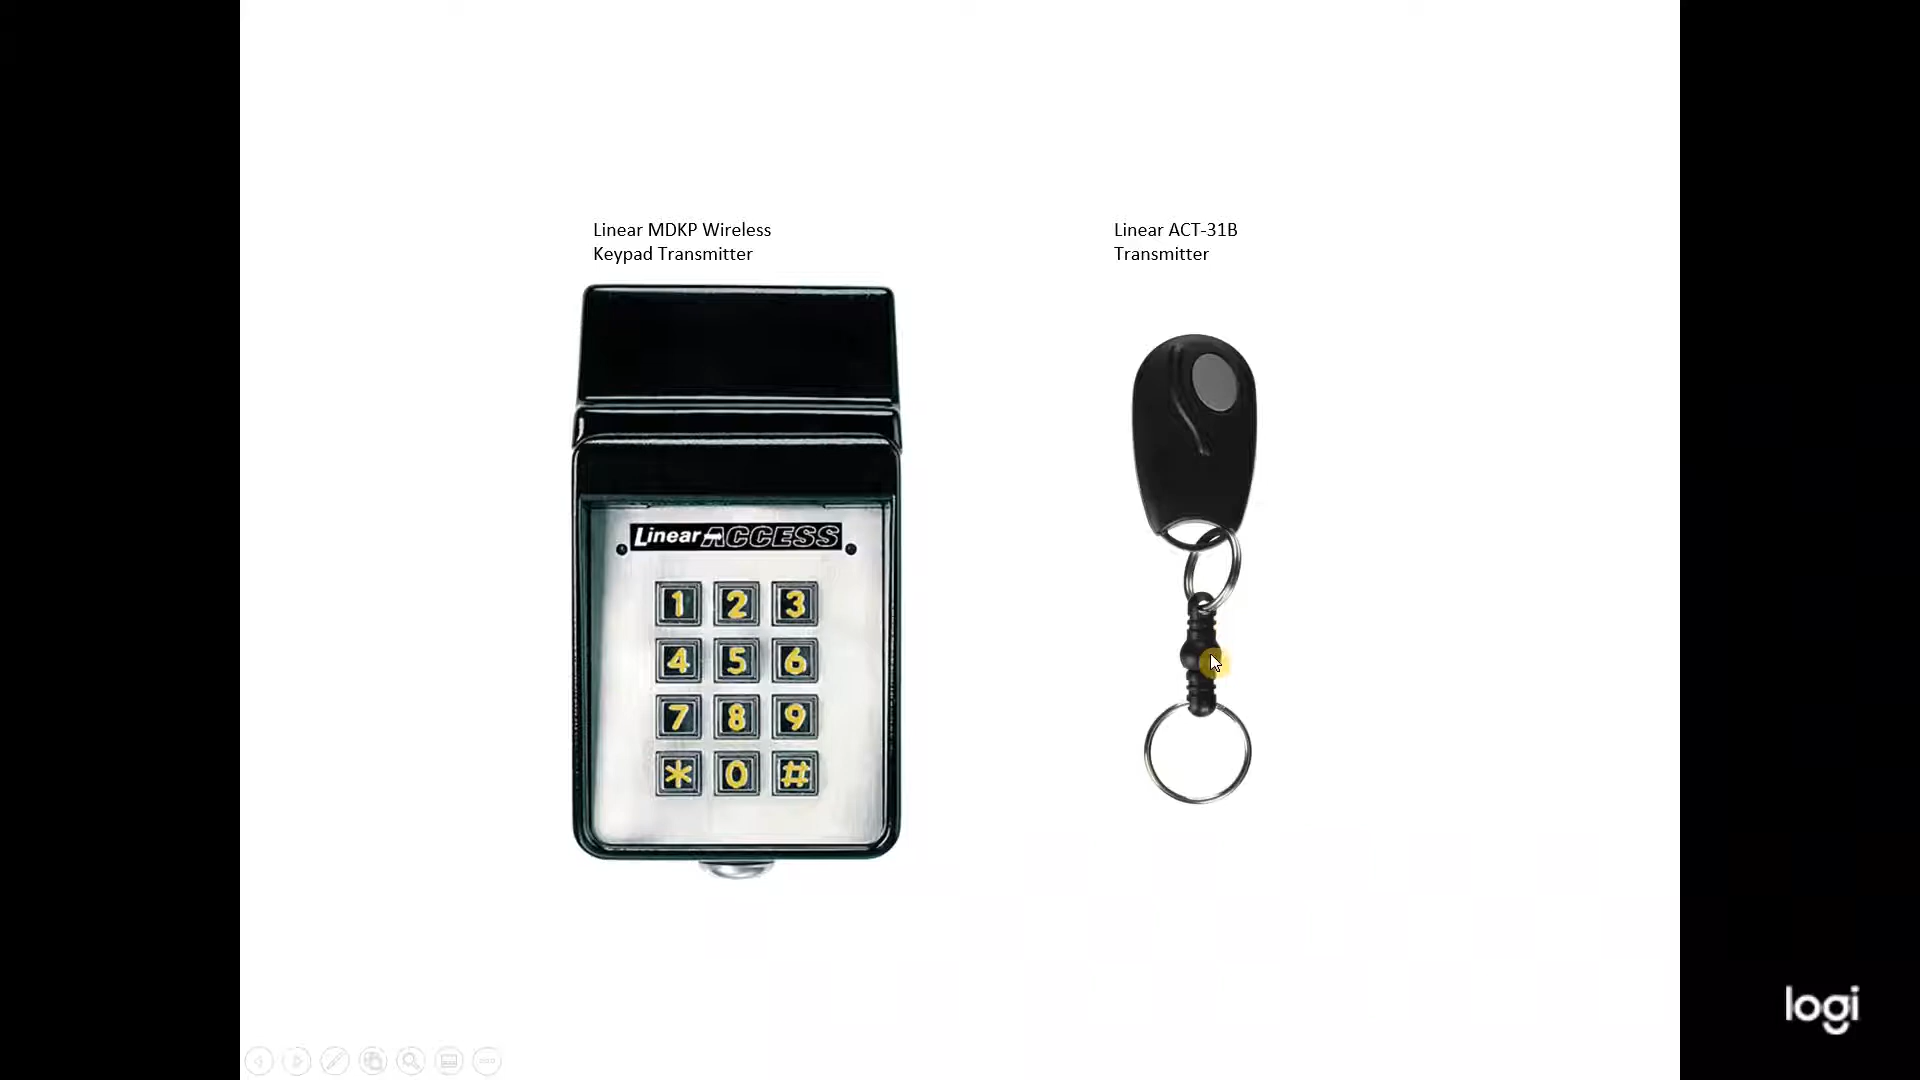 Linear MDKP Wireless
Keypad Transmitter
Linear ACT-31B
Transmitter
Linear ACCESS
1 2 3
4 5 6
7 8 9
* 0 #
logi